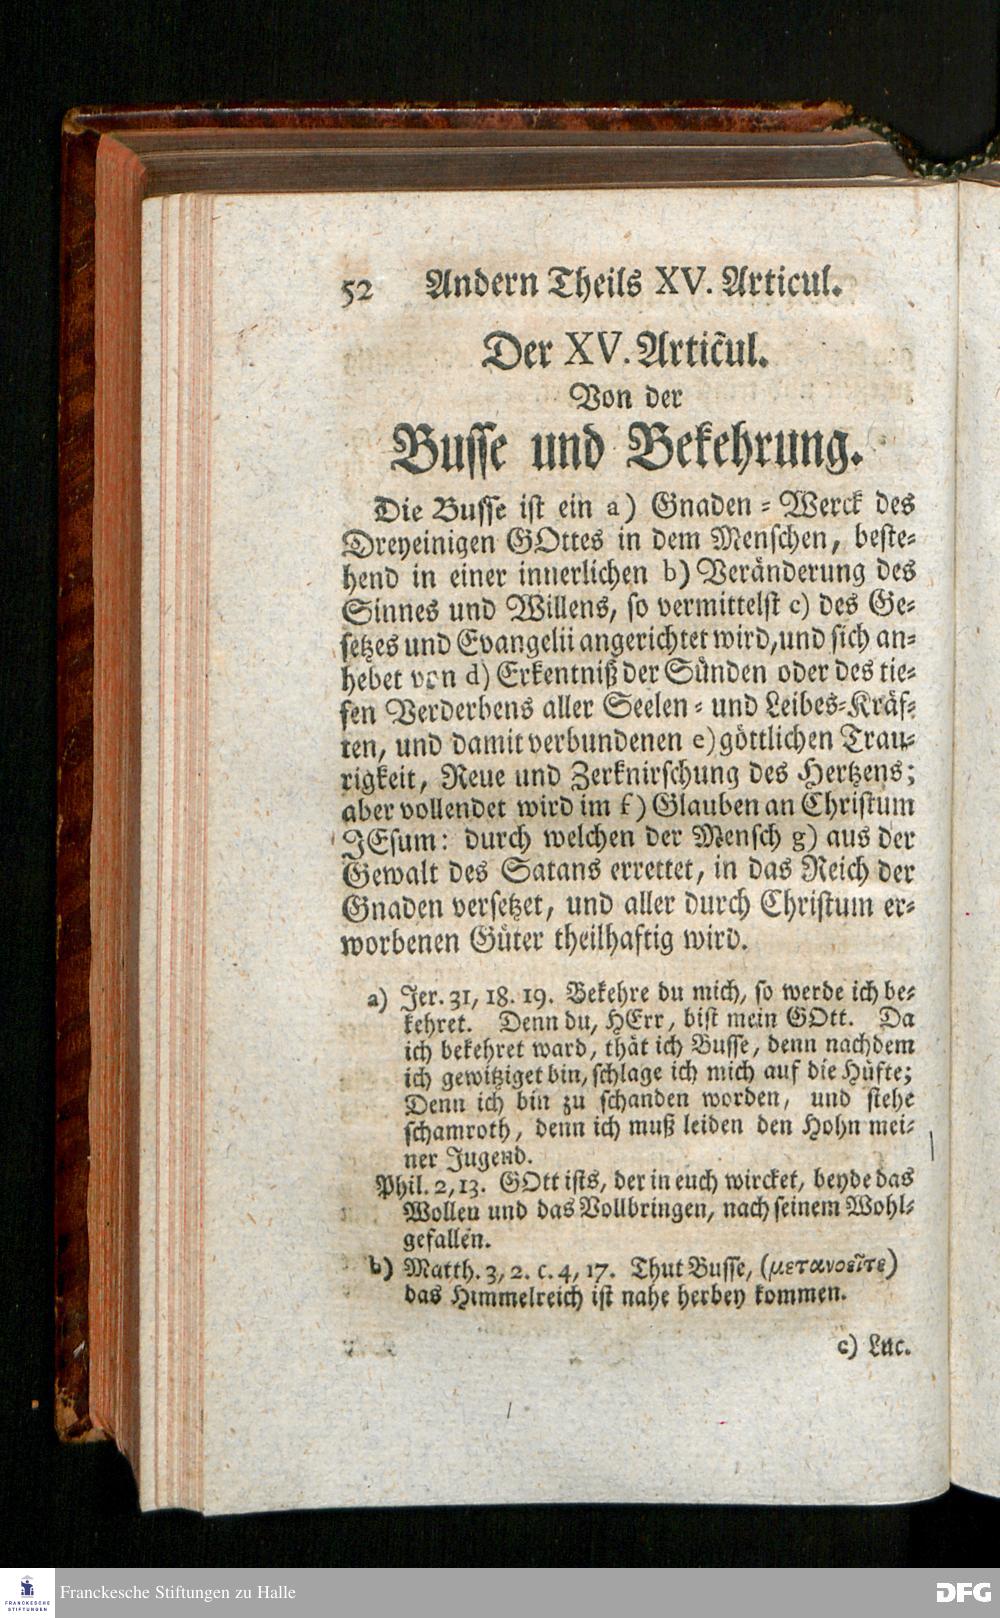 52 Andern Theils XV. Articul.
Der XV. Articul.
Von der
Busse und Bekehrung.
Die Busse ist ein a) Gnaden-Werck des
Dreyeinigen GOttes in dem Menschen, beste-
hend in einer innerlichen b) Veränderung des
Sinnes und Willens, so vermittelst c) des Ge-
setzes und Evangelii angerichtet wird, und sich an-
hebet von d) Erkentniß der Sünden oder des tie-
fen Verderbens aller Seelen- und Leibes-Kräf-
ten, und damit verbundenen e) göttlichen Trau-
rigkeit, Reue und Zerknirschung des Hertzens;
aber vollendet wird im f) Glauben an Christum
JEsum: durch welchen der Mensch g) aus der
Gewalt des Satans errettet, in das Reich der
Gnaden versetzet, und aller durch Christum er-
worbenen Güter theilhaftig wird.
a) Jer. 31, 18. 19. Bekehre du mich, so werde ich be-
kehret. Denn du, HErr, bist mein GOtt. Da
ich bekehret ward, thät ich Busse, denn nachdem
ich gewitziget bin, schlage ich mich auf die Hüfte;
Denn ich bin zu schanden worden, und stehe
schamroth, denn ich muß leiden den Hohn mei-
ner Jugend.
Phil. 2, 13. GOtt ists, der in euch wircket, beyde das
Wollen und das Vollbringen, nach seinem Wohl-
gefallen.
b) Matth. 3, 2. c. 4, 17. Thut Busse, (μετανοεῖτε)
das Himmelreich ist nahe herbey kommen.
c) Luc.
FRANCKESCHE
STIFTUNGEN
Franckesche Stiftungen zu Halle
DFG